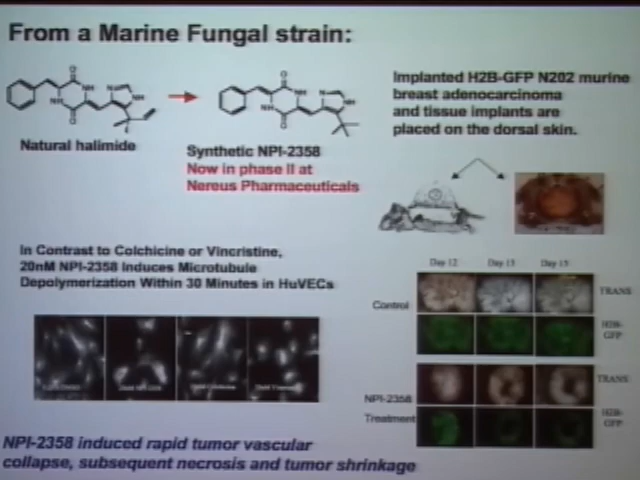 From a Marine Fungal strain:
Natural halimide
Synthetic NPI-2358
Now in phase II at
Nereus Pharmaceuticals
Implanted H2B-GFP N202 murine
breast adenocarcinoma
and tissue implants are
placed on the dorsal skin.
In Contrast to Colchicine or Vincristine,
20nM NPI-2358 Induces Microtubule
Depolymerization Within 30 Minutes in HuVECs
Day 12 Day 13 Day 15
Control
TRANS
H2B-
GFP
NPI-2358
Treatment
TRANS
H2B-
GFP
NPI-2358 induced rapid tumor vascular
collapse, subsequent necrosis and tumor shrinkage